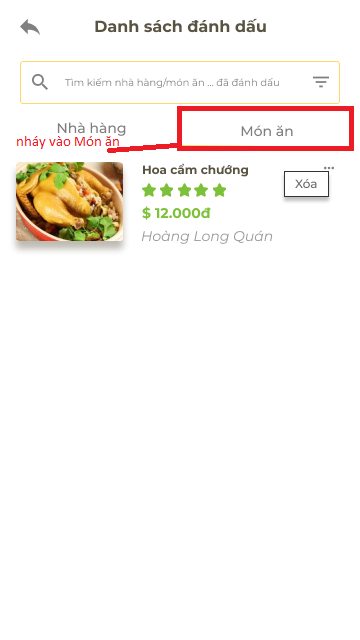 Danh sách đánh dấu
Tìm kiếm nhà hàng/món ăn ... đã đánh dấu
Nhà hàng
Món ăn
nháy vào Món ăn
Hoa cẩm chướng
Xóa
$ 12.000đ
Hoàng Long Quán